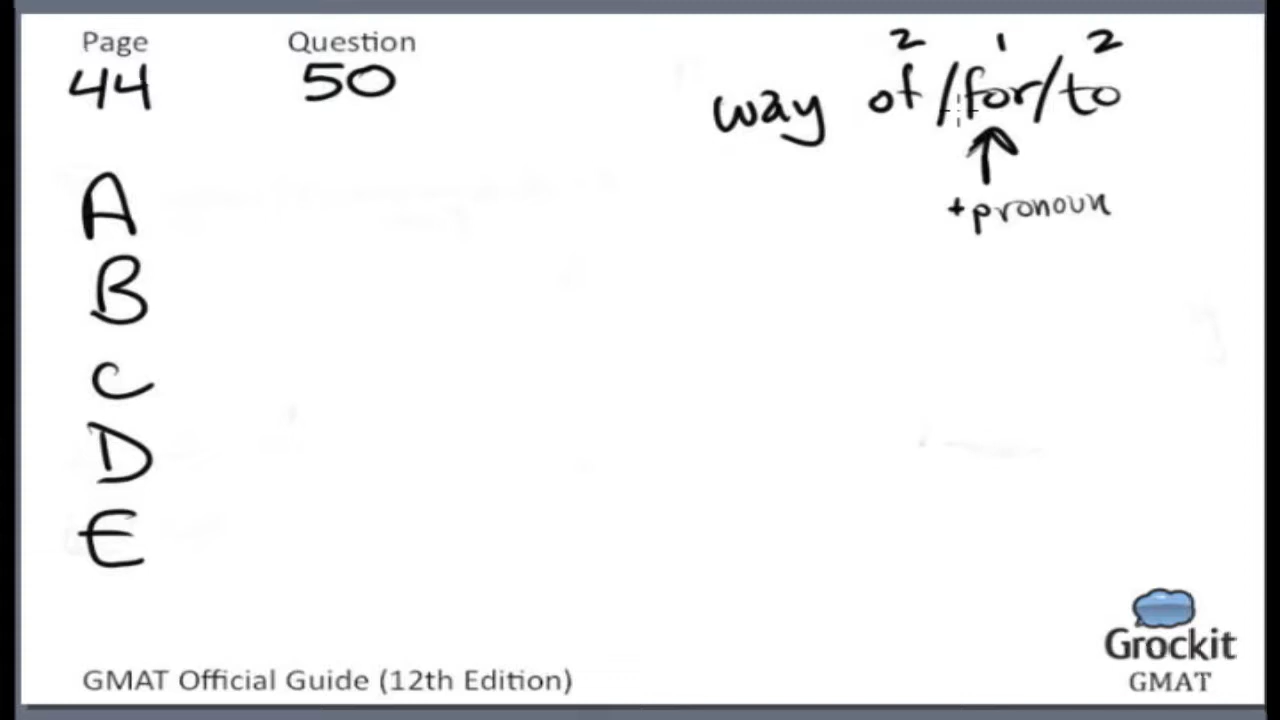 Page Question
44 50
2 1 2
way of /for/to
+pronoun
A
B
C
D
E
Grockit
GMAT
GMAT Official Guide (12th Edition)